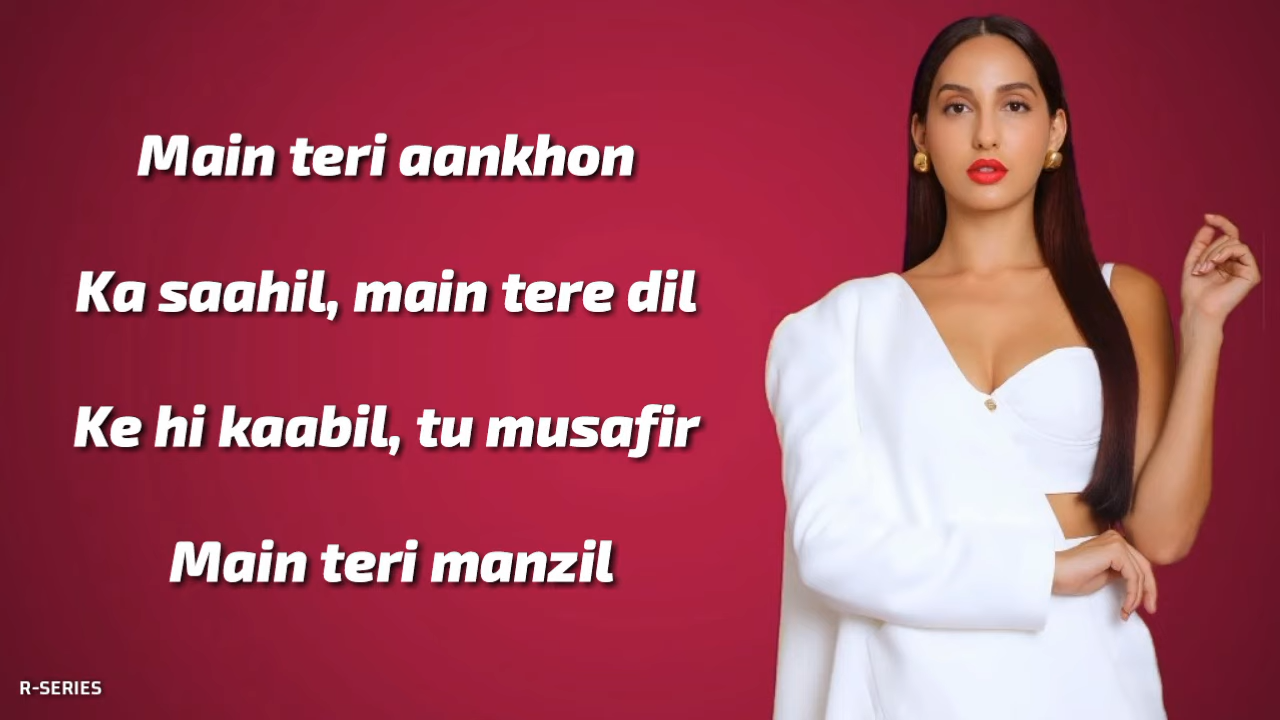 Main teri aankhon
Ka saahil, main tere dil
Ke hi kaabil, tu musafir
Main teri manzil
R-SERIES